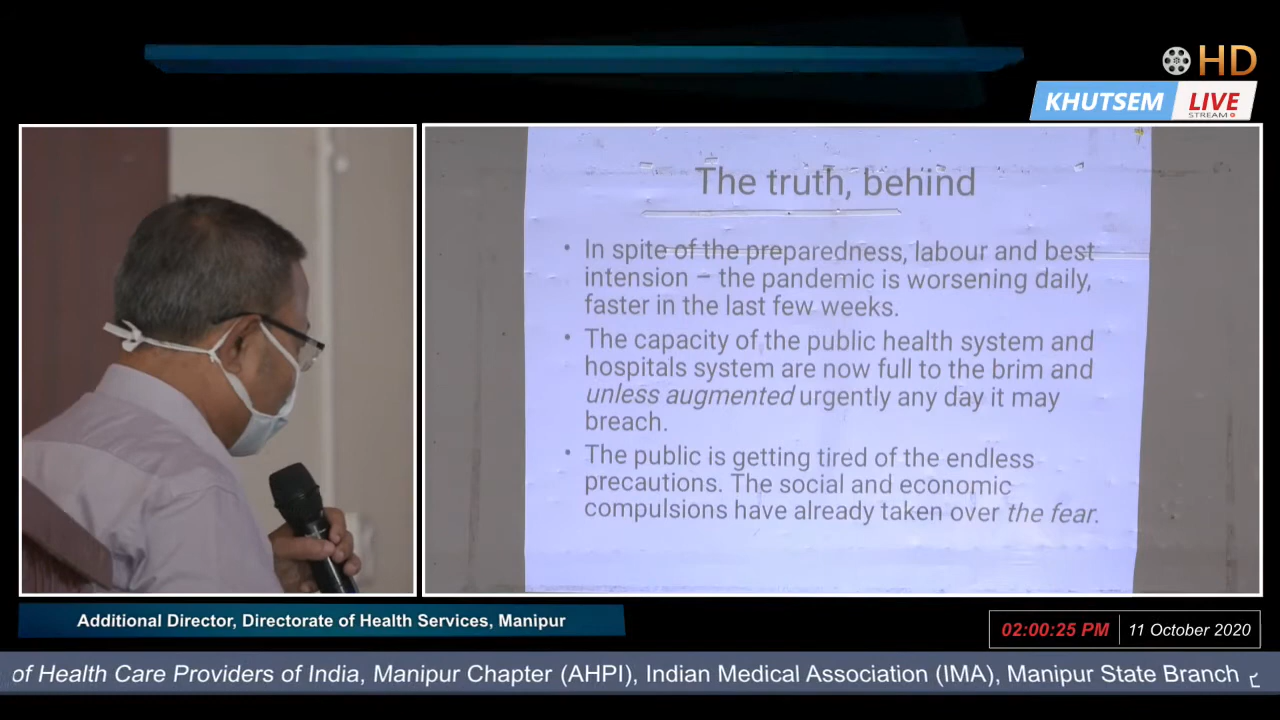 HD
KHUTSEM LIVE
STREAM
The truth, behind
• In spite of the preparedness, labour and best
intension – the pandemic is worsening daily,
faster in the last few weeks.
• The capacity of the public health system and
hospitals system are now full to the brim and
unless augmented urgently any day it may
breach.
• The public is getting tired of the endless
precautions. The social and economic
compulsions have already taken over the fear.
Additional Director, Directorate of Health Services, Manipur
02:00:25 PM 11 October 2020
of Health Care Providers of India, Manipur Chapter (AHPI), Indian Medical Association (IMA), Manipur State Branch